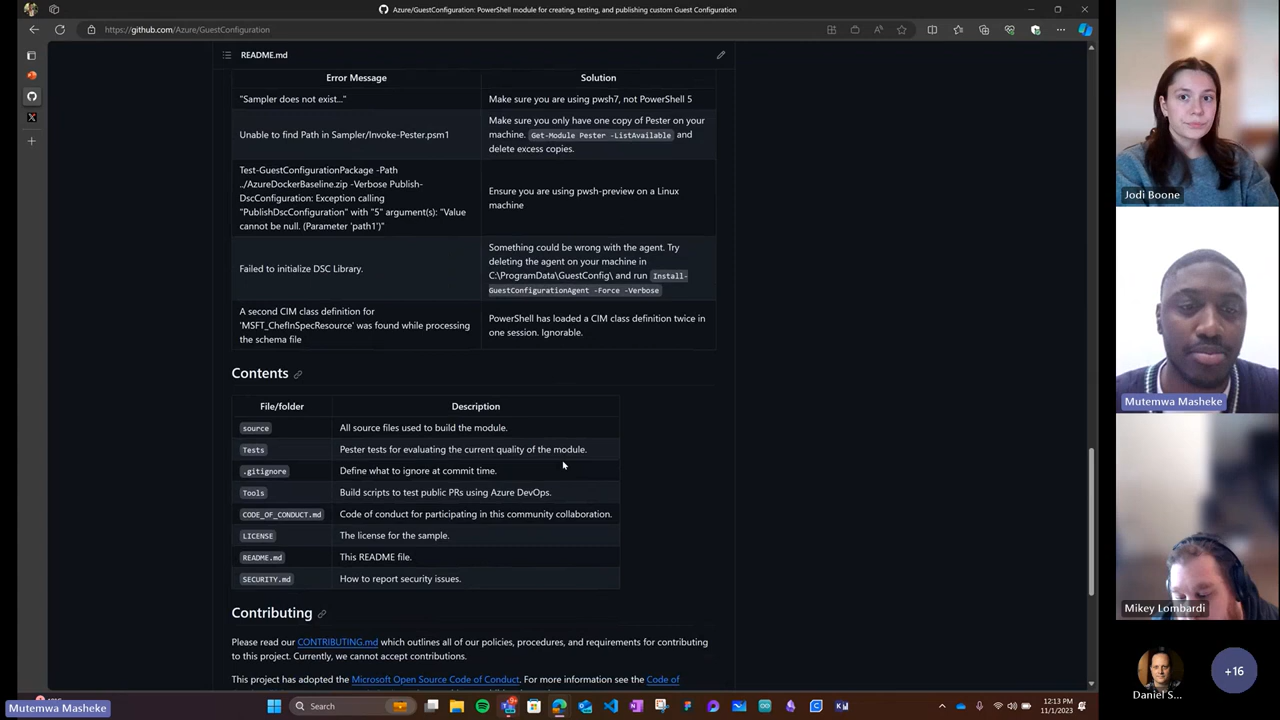 Azure/GuestConfiguration: PowerShell module for creating, testing, and publishing custom Guest Configuration
https://github.com/Azure/GuestConfiguration
README.md
Error Message
Solution
"Sampler does not exist..."
Make sure you are using pwsh7, not PowerShell 5
Unable to find Path in Sampler/Invoke-Pester.psm1
Make sure you only have one copy of Pester on your
machine. Get-Module Pester -ListAvailable and
delete excess copies.
Test-GuestConfigurationPackage -Path
../AzureDockerBaseline.zip -Verbose Publish-
DscConfiguration: Exception calling
"PublishDscConfiguration" with "5" argument(s): "Value
cannot be null. (Parameter 'path1')"
Ensure you are using pwsh-preview on a Linux
machine
Failed to initialize DSC Library.
Something could be wrong with the agent. Try
deleting the agent on your machine in
C:\ProgramData\GuestConfig\ and run Install-
GuestConfigurationAgent -Force -Verbose
A second CIM class definition for
'MSFT_ChefInSpecResource' was found while processing
the schema file
PowerShell has loaded a CIM class definition twice in
one session. Ignorable.
Contents
File/folder
Description
source
All source files used to build the module.
Tests
Pester tests for evaluating the current quality of the module.
.gitignore
Define what to ignore at commit time.
Tools
Build scripts to test public PRs using Azure DevOps.
CODE_OF_CONDUCT.md
Code of conduct for participating in this community collaboration.
LICENSE
The license for the sample.
README.md
This README file.
SECURITY.md
How to report security issues.
Contributing
Please read our CONTRIBUTING.md which outlines all of our policies, procedures, and requirements for contributing
to this project. Currently, we cannot accept contributions.
This project has adopted the Microsoft Open Source Code of Conduct. For more information see the Code of
Search
12:13 PM
11/1/2023
Mutemwa Masheke
Jodi Boone
Mutemwa Masheke
Mikey Lombardi
Daniel S...
+16